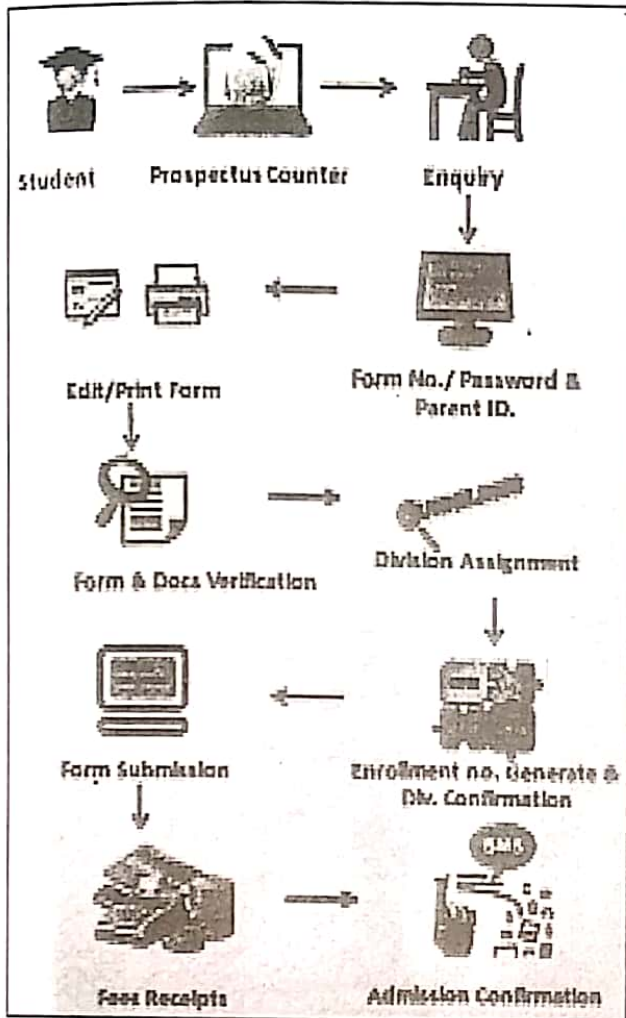 Student
Prospectus Counter
Enquiry
Edit/Print Form
Form No./ Password &
Parent ID.
Form & Docs Verification
Division Assignment
Form Submission
Enrollment no. Generate &
Div. Confirmation
SMS
Fees Receipts
Admission Confirmation